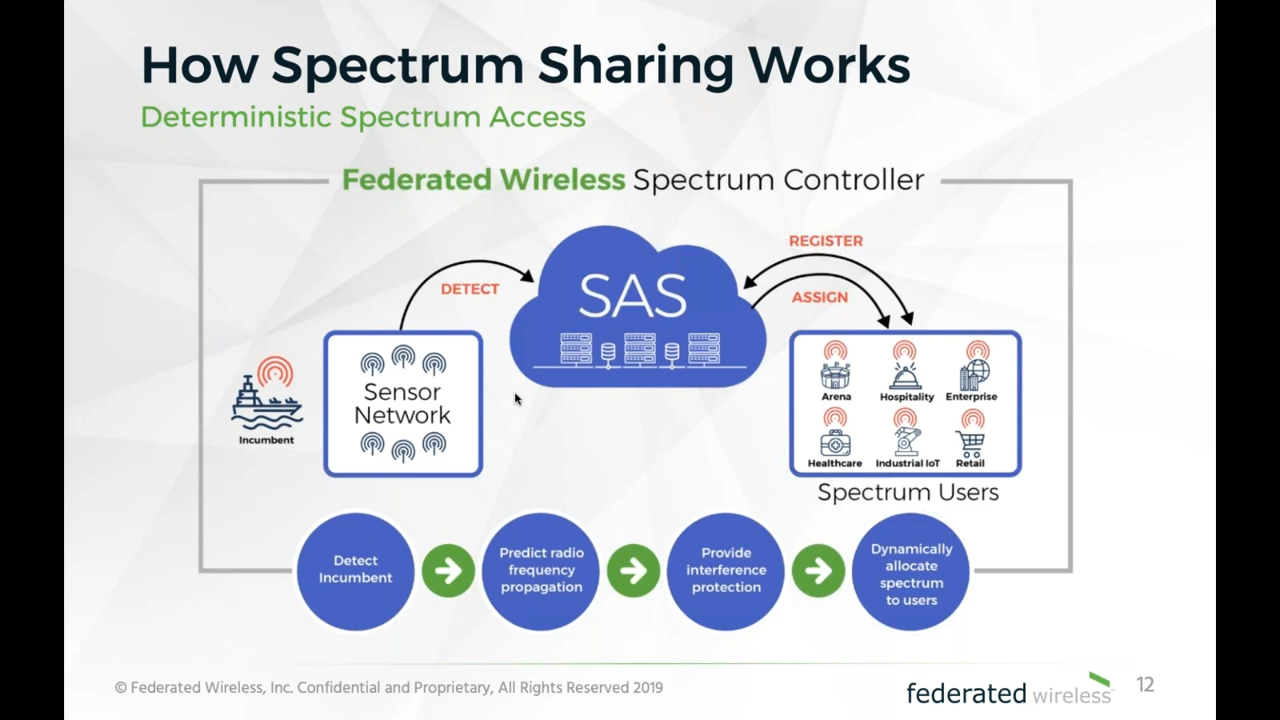 How Spectrum Sharing Works
Deterministic Spectrum Access
Federated Wireless Spectrum Controller
REGISTER
DETECT
SAS
ASSIGN
Sensor
Network
Incumbent
Arena
Hospitality
Enterprise
Healthcare
Industrial IoT
Retail
Spectrum Users
Detect
Incumbent
Predict radio
frequency
propagation
Provide
interference
protection
Dynamically
allocate
spectrum
to users
© Federated Wireless, Inc. Confidential and Proprietary, All Rights Reserved 2019
federated wireless
12